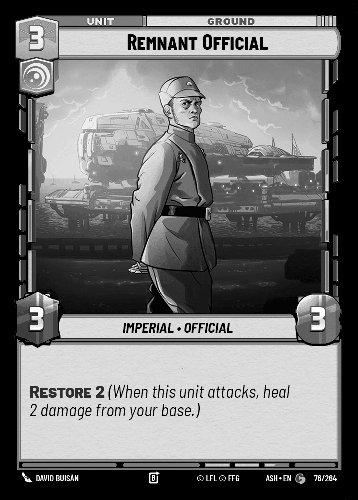 UNIT
GROUND
3
REMNANT OFFICIAL
3
3
IMPERIAL • OFFICIAL
RESTORE 2 (When this unit attacks, heal
2 damage from your base.)
DAVID BUISÁN
© LFL © FFG
ASH • EN
76/264